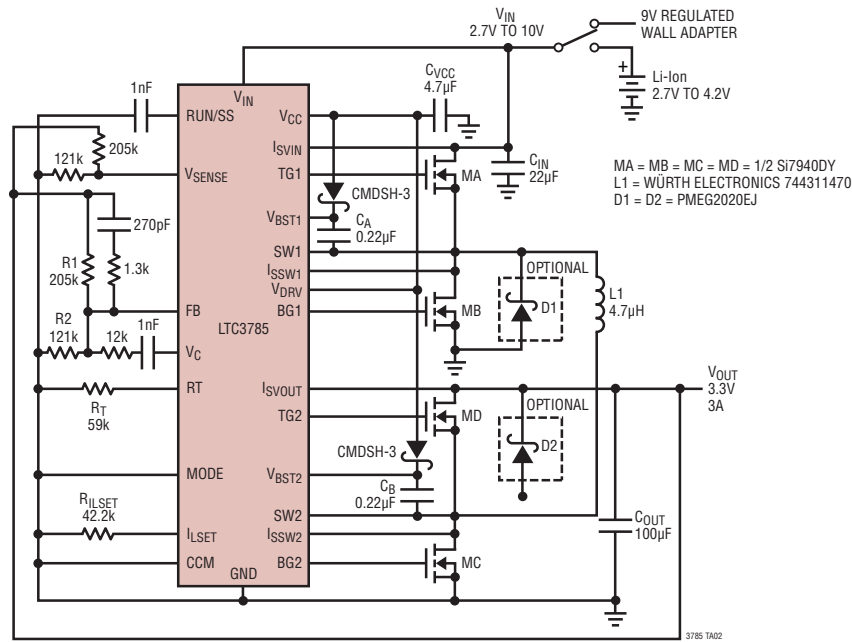 VIN
2.7V TO 10V
9V REGULATED
WALL ADAPTER
Li-Ion
2.7V TO 4.2V
+
MA = MB = MC = MD = 1/2 Si7940DY
L1 = WÜRTH ELECTRONICS 744311470
D1 = D2 = PMEG2020EJ
1nF
205k
121k
270pF
R1
205k
1.3k
R2
121k
12k
1nF
RT
59k
RILSET
42.2k
VIN
RUN/SS
VSENSE
FB
LTC3785
VC
RT
MODE
ILSET
CCM
GND
VCC
ISVIN
TG1
VBST1
SW1
ISSW1
VDRV
BG1
ISVOUT
TG2
VBST2
SW2
ISSW2
BG2
CVCC
4.7µF
CMDSH-3
CA
0.22µF
MA
CIN
22µF
MB
OPTIONAL
D1
L1
4.7µH
VOUT
3.3V
3A
MD
OPTIONAL
D2
CMDSH-3
CB
0.22µF
MC
COUT
100µF
3785 TA02